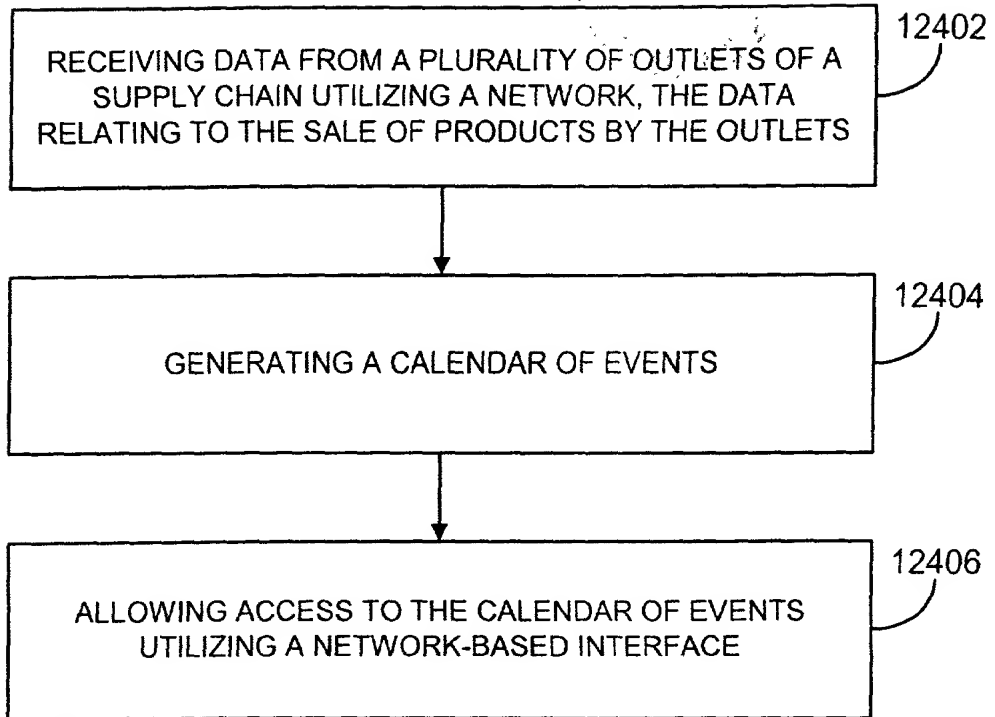 12402
RECEIVING DATA FROM A PLURALITY OF OUTLETS OF A
SUPPLY CHAIN UTILIZING A NETWORK, THE DATA
RELATING TO THE SALE OF PRODUCTS BY THE OUTLETS
12404
GENERATING A CALENDAR OF EVENTS
12406
ALLOWING ACCESS TO THE CALENDAR OF EVENTS
UTILIZING A NETWORK-BASED INTERFACE